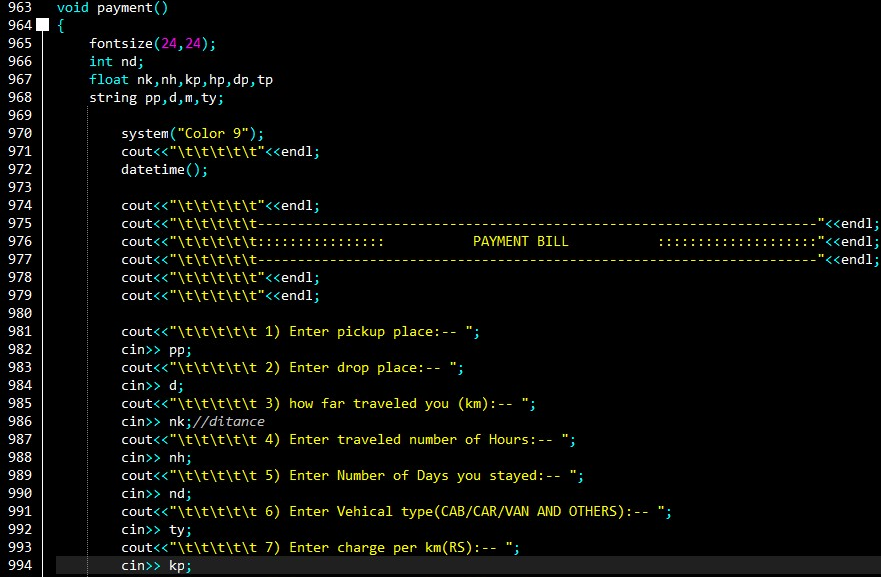 963 void payment()
964 {
965 fontsize(24,24);
966 int nd;
967 float nk,nh,kp,hp,dp,tp
968 string pp,d,m,ty;
969
970 system("Color 9");
971 cout<<"\t\t\t\t\t"<<endl;
972 datetime();
973
974 cout<<"\t\t\t\t\t"<<endl;
975 cout<<"\t\t\t\t\t----------------------------------------------------------------------"<<endl;
976 cout<<"\t\t\t\t\t:::::::::::::::: PAYMENT BILL ::::::::::::::::::::"<<endl;
977 cout<<"\t\t\t\t\t----------------------------------------------------------------------"<<endl;
978 cout<<"\t\t\t\t\t"<<endl;
979 cout<<"\t\t\t\t\t"<<endl;
980
981 cout<<"\t\t\t\t\t 1) Enter pickup place:-- ";
982 cin>> pp;
983 cout<<"\t\t\t\t\t 2) Enter drop place:-- ";
984 cin>> d;
985 cout<<"\t\t\t\t\t 3) how far traveled you (km):-- ";
986 cin>> nk;//ditance
987 cout<<"\t\t\t\t\t 4) Enter traveled number of Hours:-- ";
988 cin>> nh;
989 cout<<"\t\t\t\t\t 5) Enter Number of Days you stayed:-- ";
990 cin>> nd;
991 cout<<"\t\t\t\t\t 6) Enter Vehical type(CAB/CAR/VAN AND OTHERS):-- ";
992 cin>> ty;
993 cout<<"\t\t\t\t\t 7) Enter charge per km(RS):-- ";
994 cin>> kp;